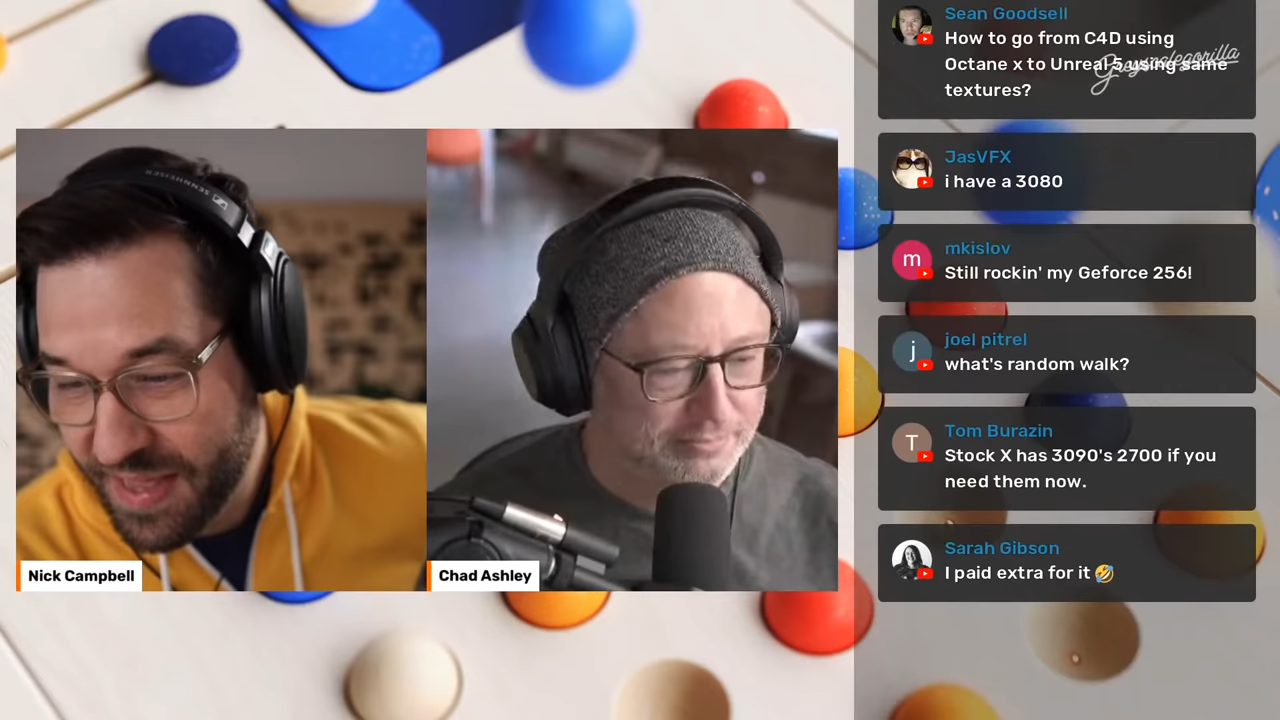 SENNHEISER
Nick Campbell
Chad Ashley
Sean Goodsell
How to go from C4D using
Octane x to Unreal 5 using same
textures?
Greyscalegorilla
JasVFX
i have a 3080
m
mkislov
Still rockin' my Geforce 256!
j
joel pitrel
what's random walk?
T
Tom Burazin
Stock X has 3090's 2700 if you
need them now.
Sarah Gibson
I paid extra for it 🤣